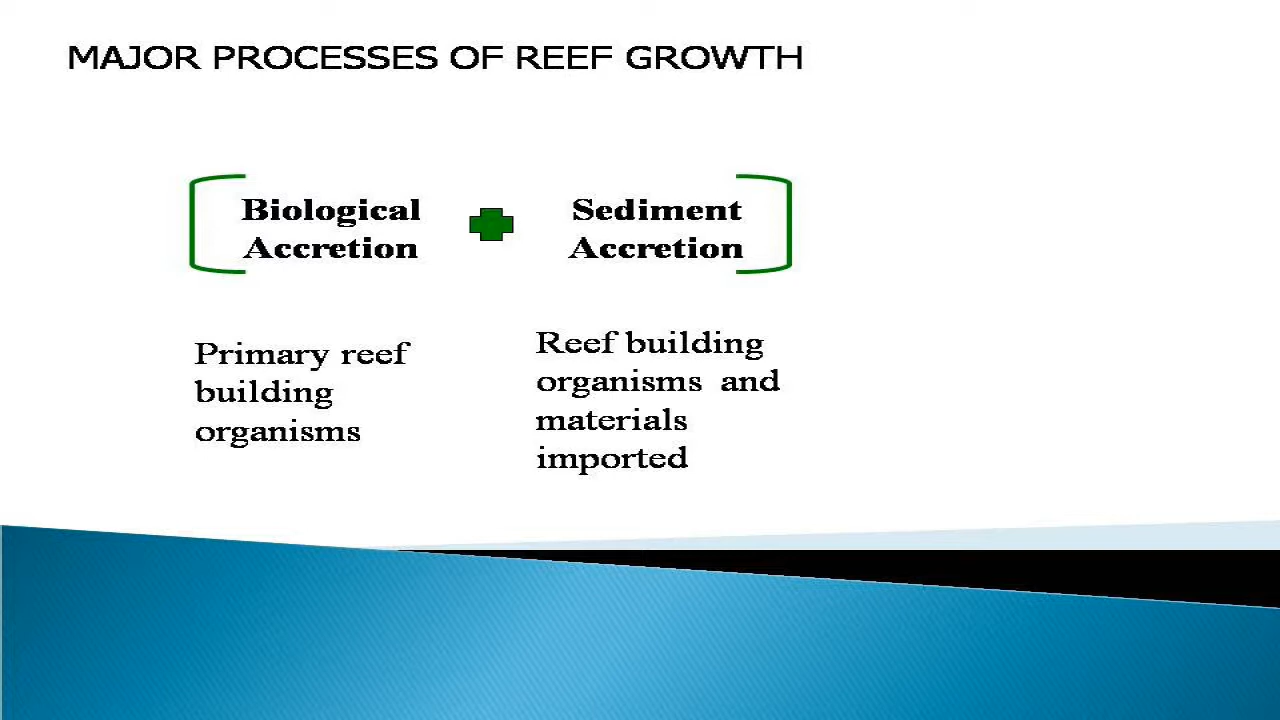 MAJOR PROCESSES OF REEF GROWTH
Biological
Accretion
Sediment
Accretion
Primary reef
building
organisms
Reef building
organisms and
materials
imported